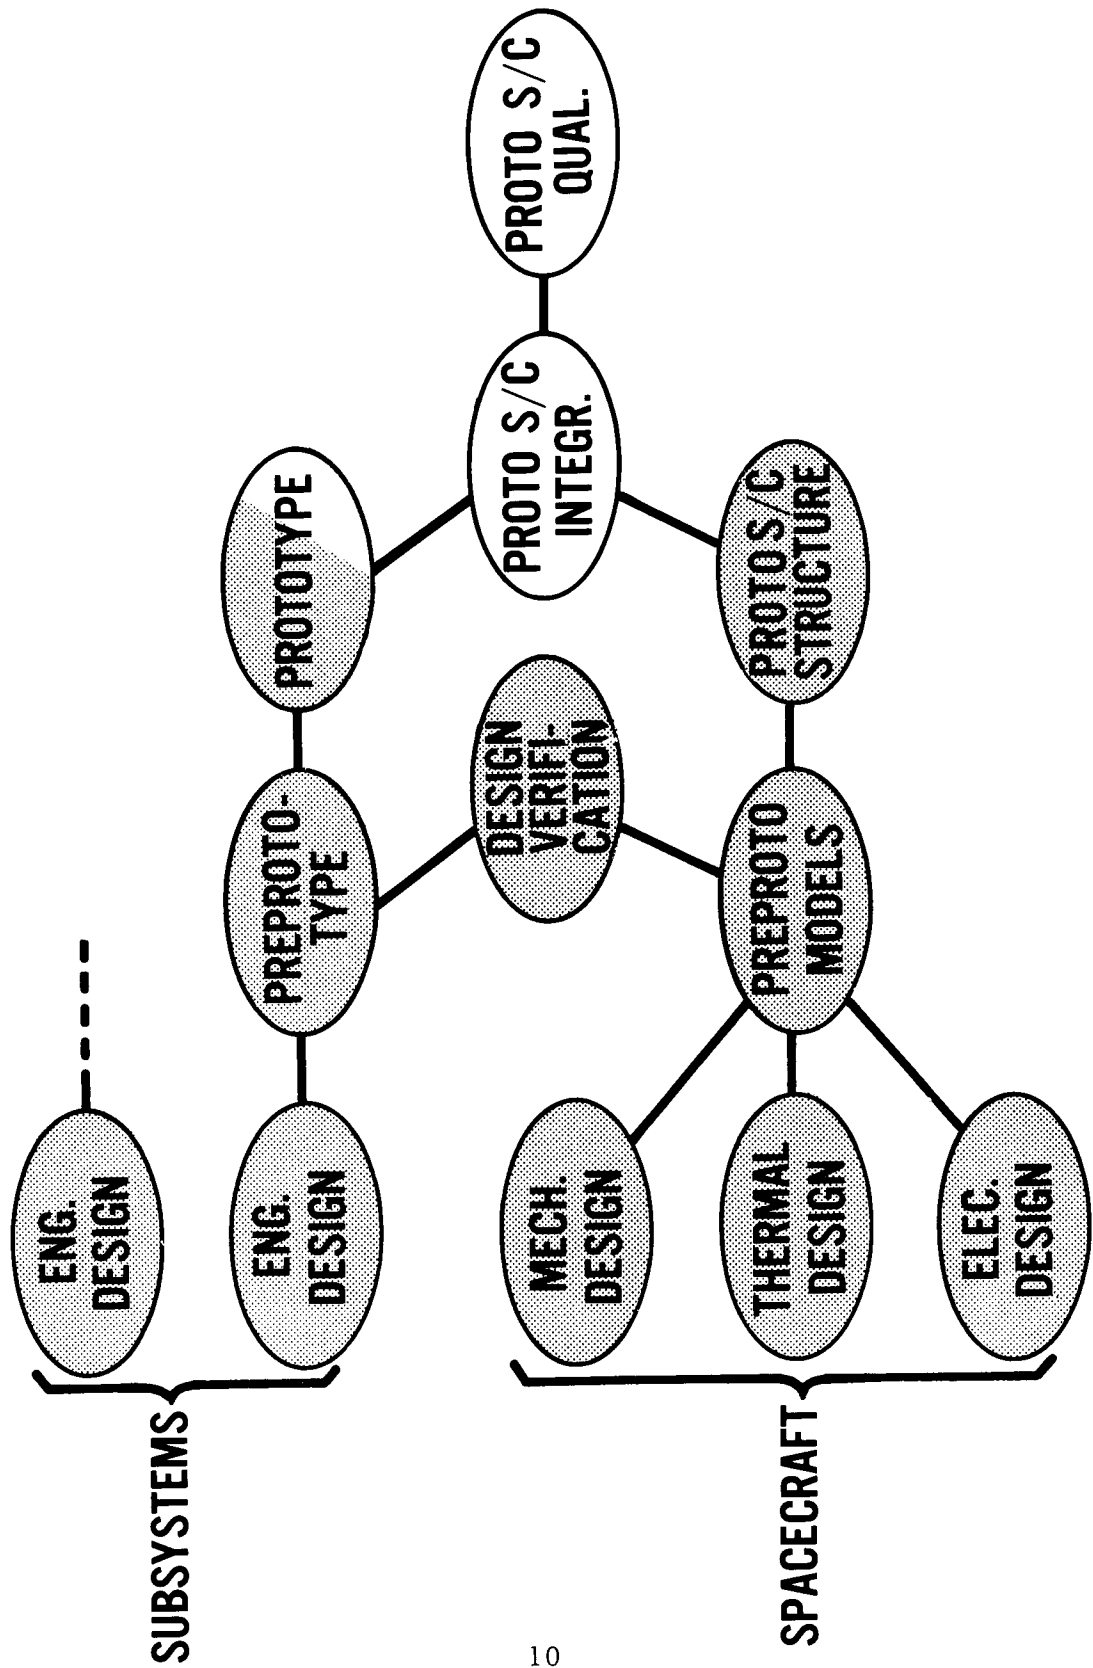 SUBSYSTEMS
ENG.
DESIGN
ENG.
DESIGN
PREPROTO-
TYPE
PROTOTYPE
DESIGN
VERIFI-
CATION
PROTO S/C
INTEGR.
PROTO S/C
QUAL.
SPACECRAFT
MECH.
DESIGN
THERMAL
DESIGN
ELEC.
DESIGN
PREPROTO
MODELS
PROTO S/C
STRUCTURE
10